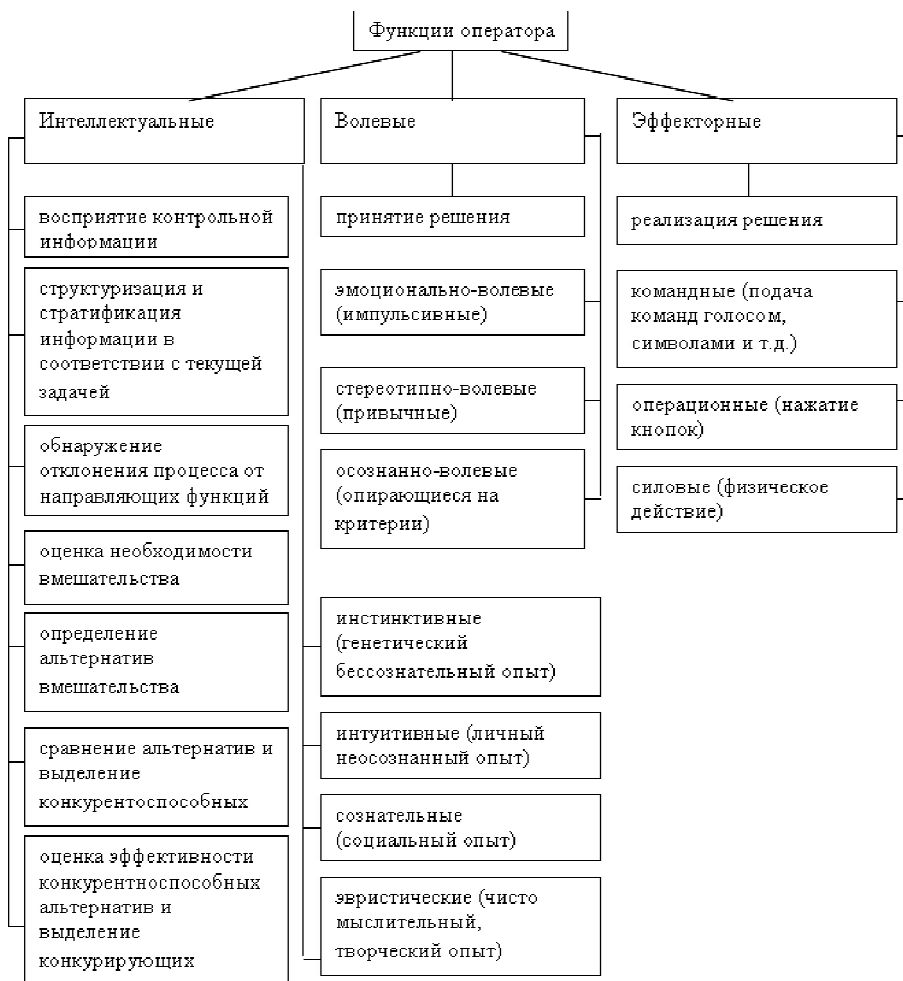 Функции оператора
Интеллектуальные
восприятие контрольной
информации
структуризация и
стратификация
информации в
соответствии с текущей
задачей
обнаружение
отклонения процесса от
направляющих функций
оценка необходимости
вмешательства
определение
альтернатив
вмешательства
сравнение альтернатив и
выделение
конкурентоспособных
оценка эффективности
конкурентноспособных
альтернатив и
выделение
конкурирующих
Волевые
принятие решения
эмоционально-волевые
(импульсивные)
стереотипно-волевые
(привычные)
осознанно-волевые
(опирающиеся на
критерии)
инстинктивные
(генетический
бессознательный опыт)
интуитивные (личный
неосознанный опыт)
сознательные
(социальный опыт)
эвристические (чисто
мыслительный,
творческий опыт)
Эффекторные
реализация решения
командные (подача
команд голосом,
символами и т.д.)
операционные (нажатие
кнопок)
силовые (физическое
действие)